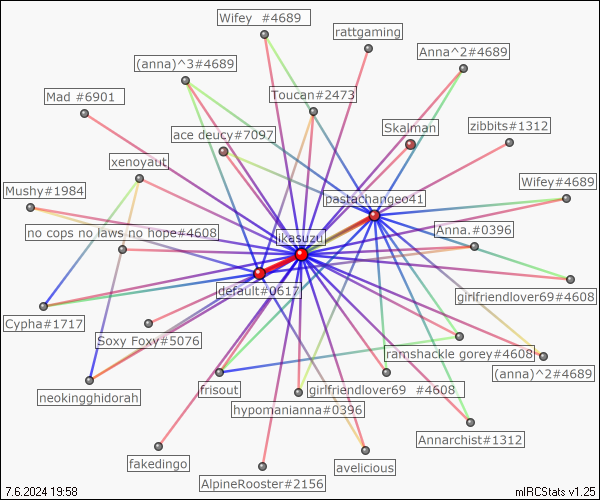 Wifey  #4689
rattgaming
Anna^2#4689
(anna)^3#4689
Mad #6901
Toucan#2473
ace deucy#7097
Skalman
zibbits#1312
xenoyaut
Mushy#1984
pastachangeo41
Wifey#4689
no cops no laws no hope#4608
ikasuzu
Anna.#0396
default#0617
girlfriendlover69#4608
Cypha#1717
Soxy Foxy#5076
ramshackle gorey#4608
(anna)^2#4689
neokingghidorah
frisout
girlfriendlover69  #4608
hypomanianna#0396
Annarchist#1312
fakedingo
avelicious
AlpineRooster#2156
7.6.2024 19:58
mIRCStats v1.25